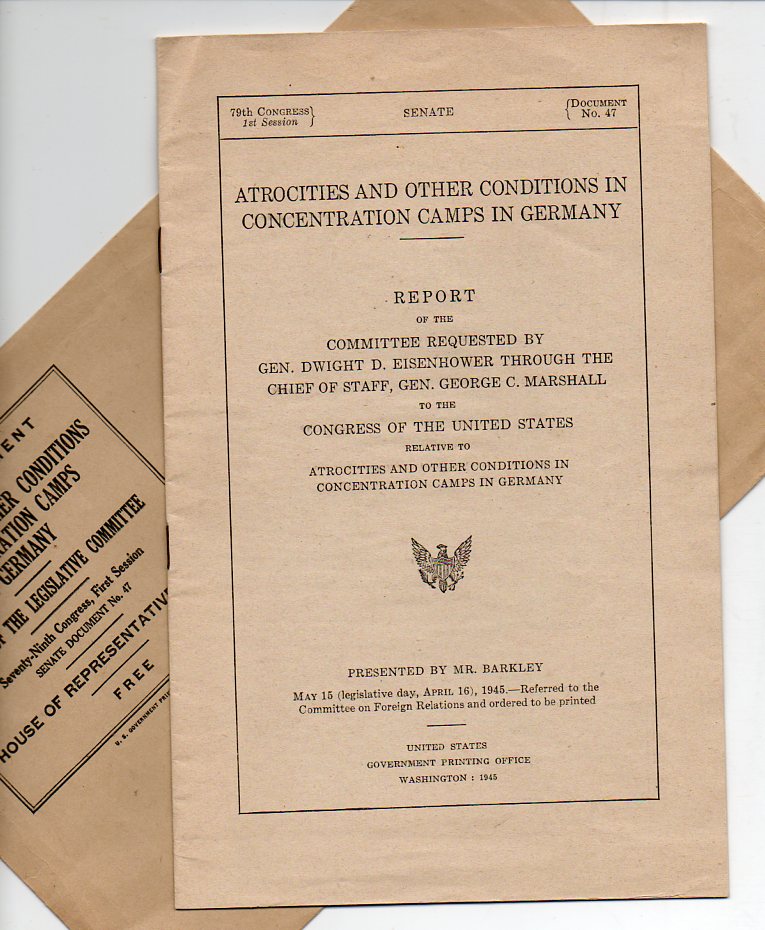 79th Congress
1st Session
SENATE
Document
No. 47
ATROCITIES AND OTHER CONDITIONS IN
CONCENTRATION CAMPS IN GERMANY
REPORT
OF THE
COMMITTEE REQUESTED BY
GEN. DWIGHT D. EISENHOWER THROUGH THE
CHIEF OF STAFF, GEN. GEORGE C. MARSHALL
TO THE
CONGRESS OF THE UNITED STATES
RELATIVE TO
ATROCITIES AND OTHER CONDITIONS IN
CONCENTRATION CAMPS IN GERMANY
PRESENTED BY MR. BARKLEY
May 15 (legislative day, April 16), 1945.—Referred to the
Committee on Foreign Relations and ordered to be printed
UNITED STATES
GOVERNMENT PRINTING OFFICE
WASHINGTON : 1945
CONDITIONS
CAMPS
GERMANY
THE LEGISLATIVE COMMITTEE
Seventy-Ninth Congress, First Session
SENATE DOCUMENT No. 47
HOUSE OF
FREE
U. S. GOVERNMENT